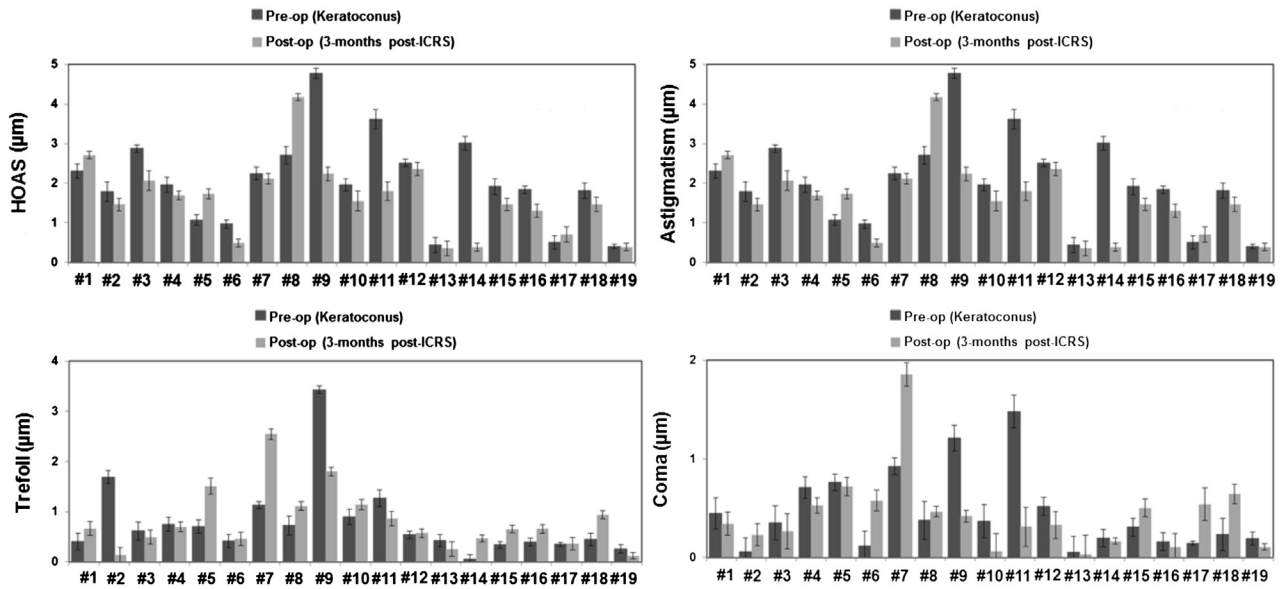 Pre-op (Keratoconus)
Post-op (3-months post-ICRS)
HOAS (µm)
5
4
3
2
1
0
#1 #2 #3 #4 #5 #6 #7 #8 #9 #10 #11 #12 #13 #14 #15 #16 #17 #18 #19
Pre-op (Keratoconus)
Post-op (3-months post-ICRS)
Astigmatism (µm)
5
4
3
2
1
0
#1 #2 #3 #4 #5 #6 #7 #8 #9 #10 #11 #12 #13 #14 #15 #16 #17 #18 #19
Pre-op (Keratoconus)
Post-op (3-months post-ICRS)
Trefoll (µm)
4
3
2
1
0
#1 #2 #3 #4 #5 #6 #7 #8 #9 #10 #11 #12 #13 #14 #15 #16 #17 #18 #19
Pre-op (Keratoconus)
Post-op (3-months post-ICRS)
Coma (µm)
2
1
0
#1 #2 #3 #4 #5 #6 #7 #8 #9 #10 #11 #12 #13 #14 #15 #16 #17 #18 #19